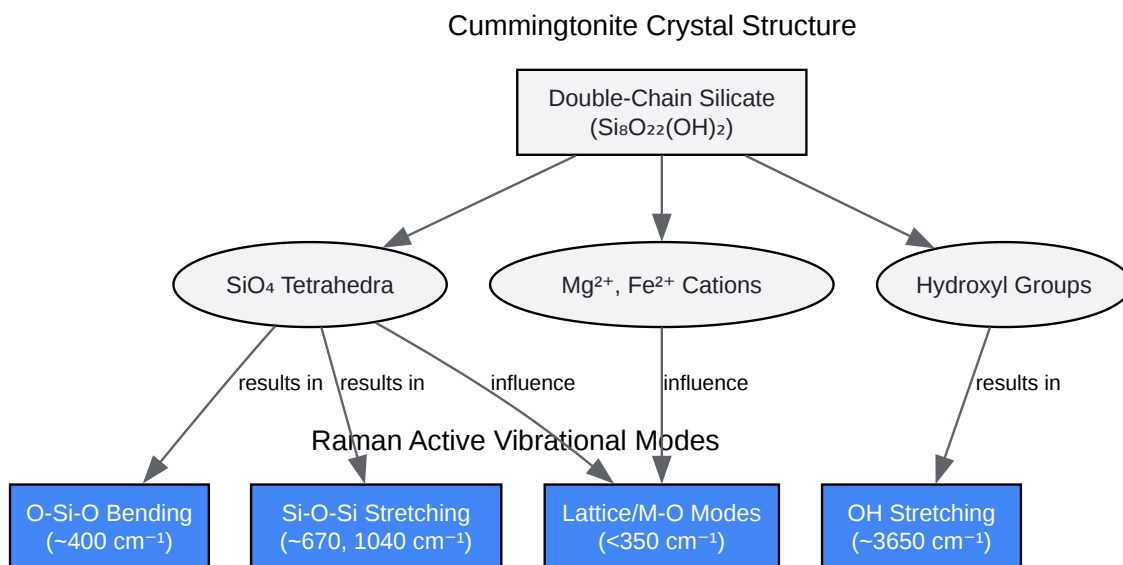 Cummingtonite Crystal Structure
Double-Chain Silicate
(Si₈O₂₂(OH)₂)
SiO₄ Tetrahedra
Mg²⁺, Fe²⁺ Cations
Hydroxyl Groups
results in
results in
influence
influence
results in
Raman Active Vibrational Modes
O-Si-O Bending
(~400 cm⁻¹)
Si-O-Si Stretching
(~670, 1040 cm⁻¹)
Lattice/M-O Modes
(<350 cm⁻¹)
OH Stretching
(~3650 cm⁻¹)